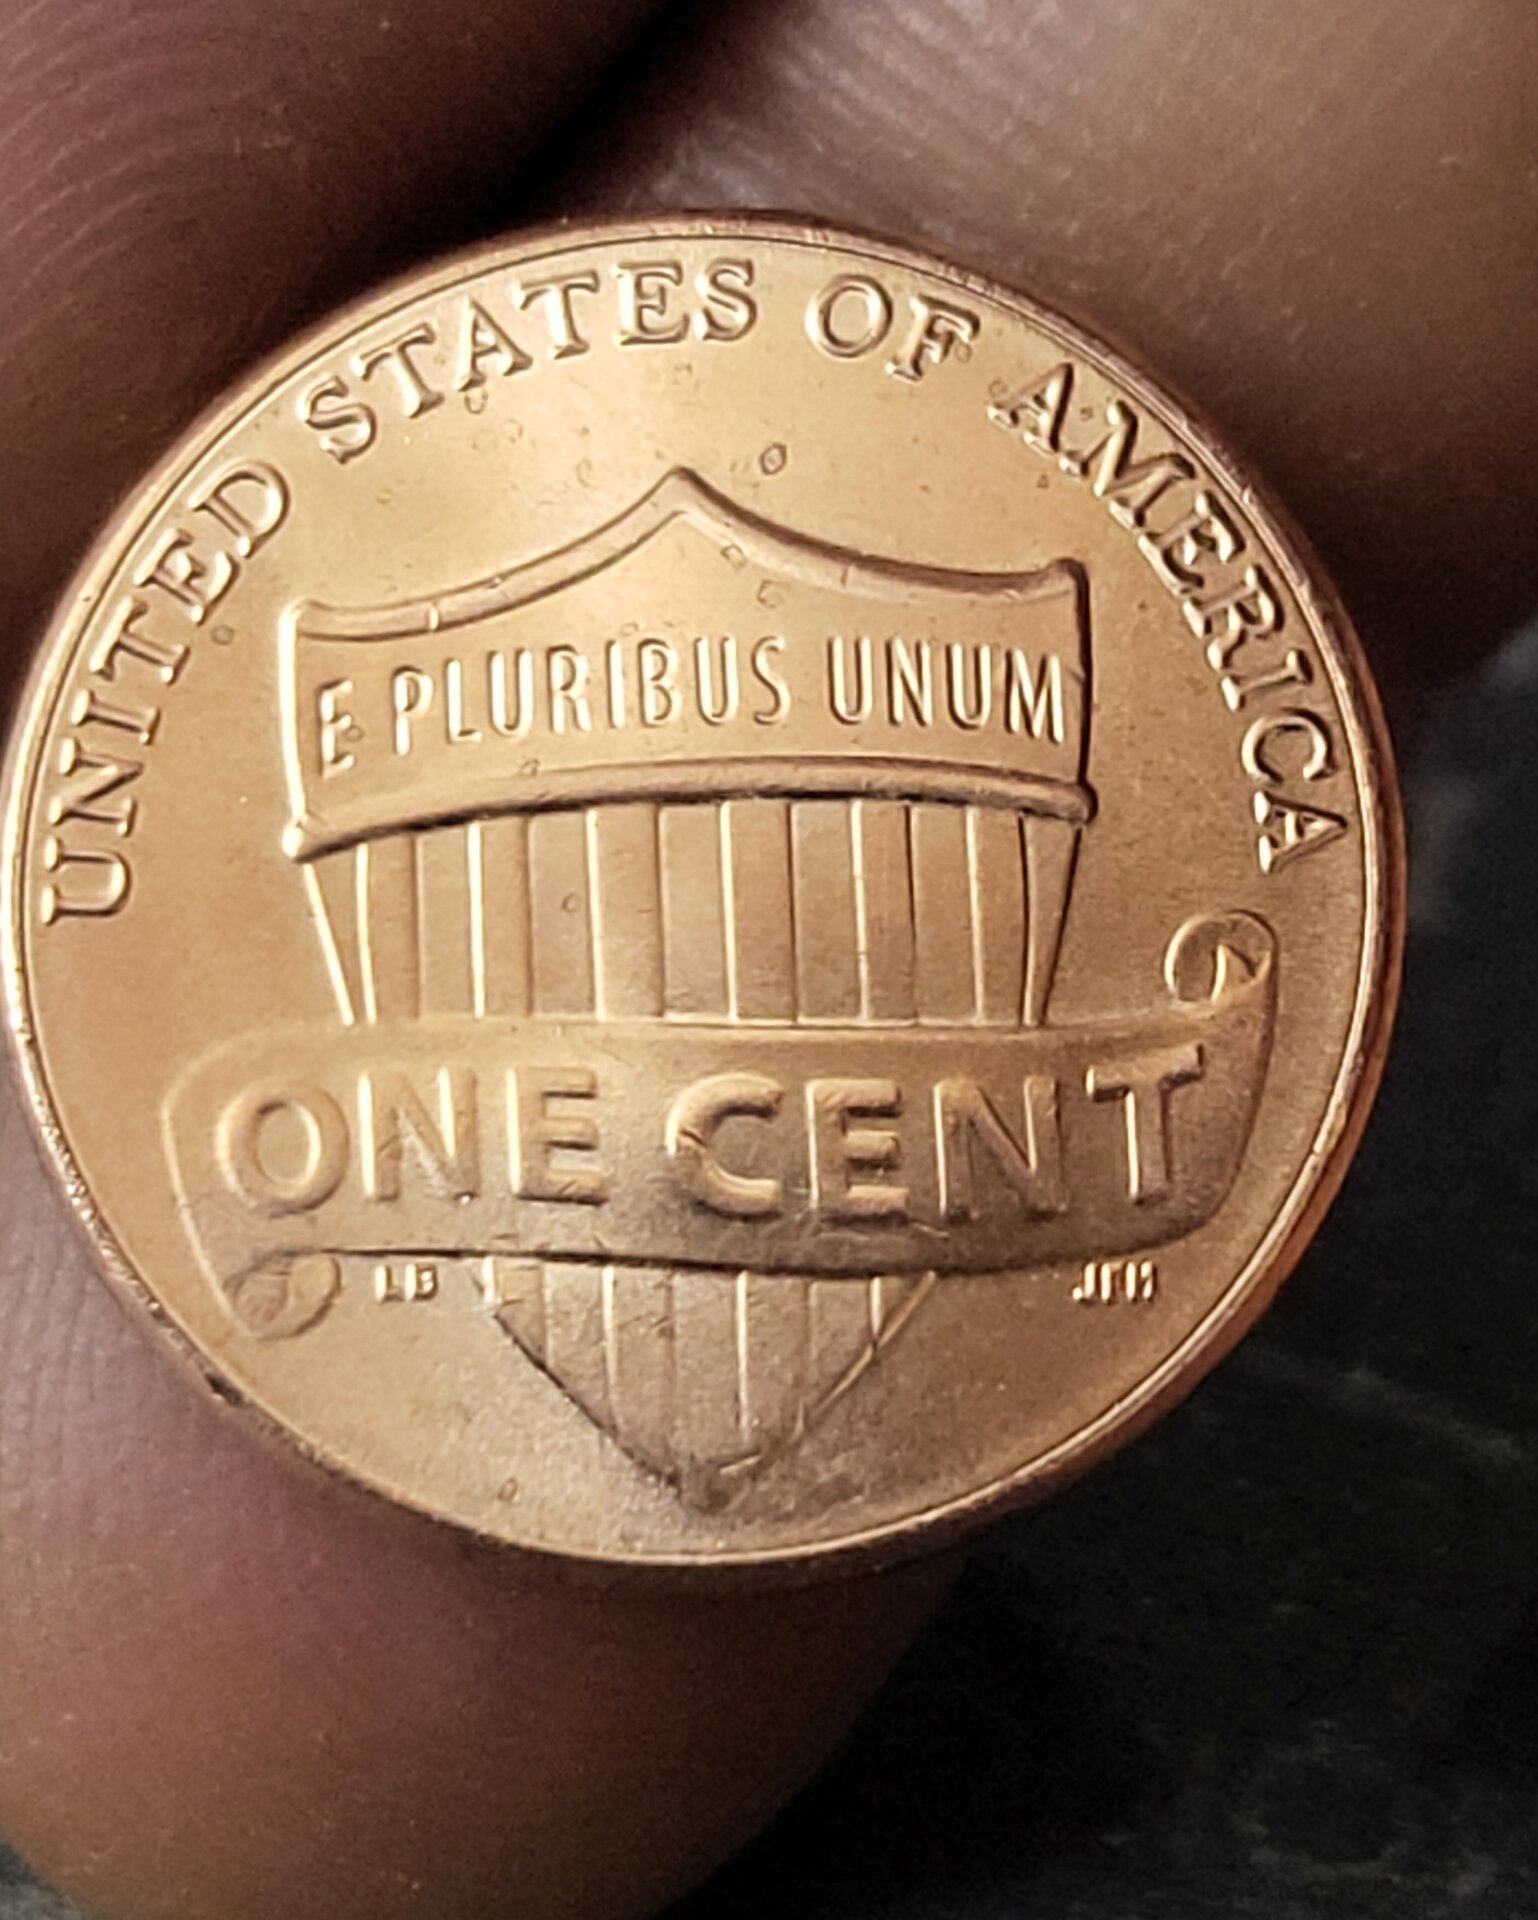 UNITED STATES OF AMERICA
E PLURIBUS UNUM
ONE CENT
LB
JFM